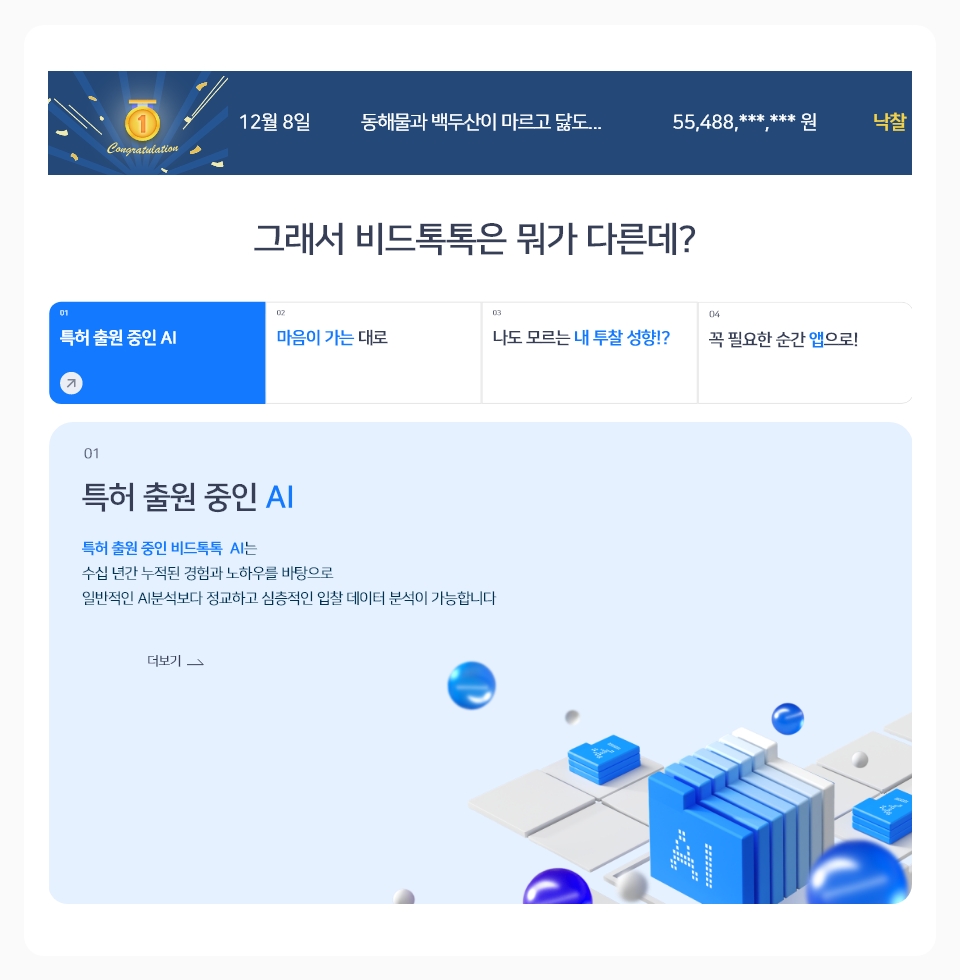 1
Congratulation
12월 8일 동해물과 백두산이 마르고 닳도... 55,488,***,*** 원 낙찰
그래서 비드톡톡은 뭐가 다른데?
01
특허 출원 중인 AI
02
마음이 가는 대로
03
나도 모르는 내 투찰 성향!?
04
꼭 필요한 순간 앱으로!
01
특허 출원 중인 AI
특허 출원 중인 비드톡톡 AI는
수십 년간 누적된 경험과 노하우를 바탕으로
일반적인 AI분석보다 정교하고 심층적인 입찰 데이터 분석이 가능합니다
더보기
AI